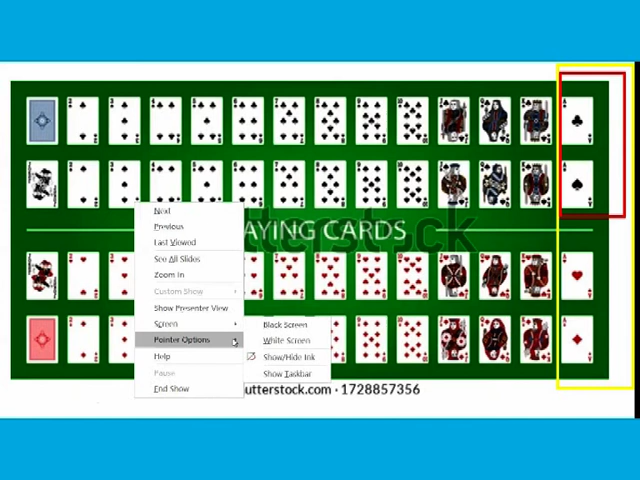 Next
Previous
Last Viewed
See All Slides
Zoom In
Custom Show
Show Presenter View
Screen
Pointer Options
Help
Pause
End Show
Black Screen
White Screen
Show/Hide Ink
Show Taskbar
AYING CARDS
utterstock
utterstock.com · 1728857356